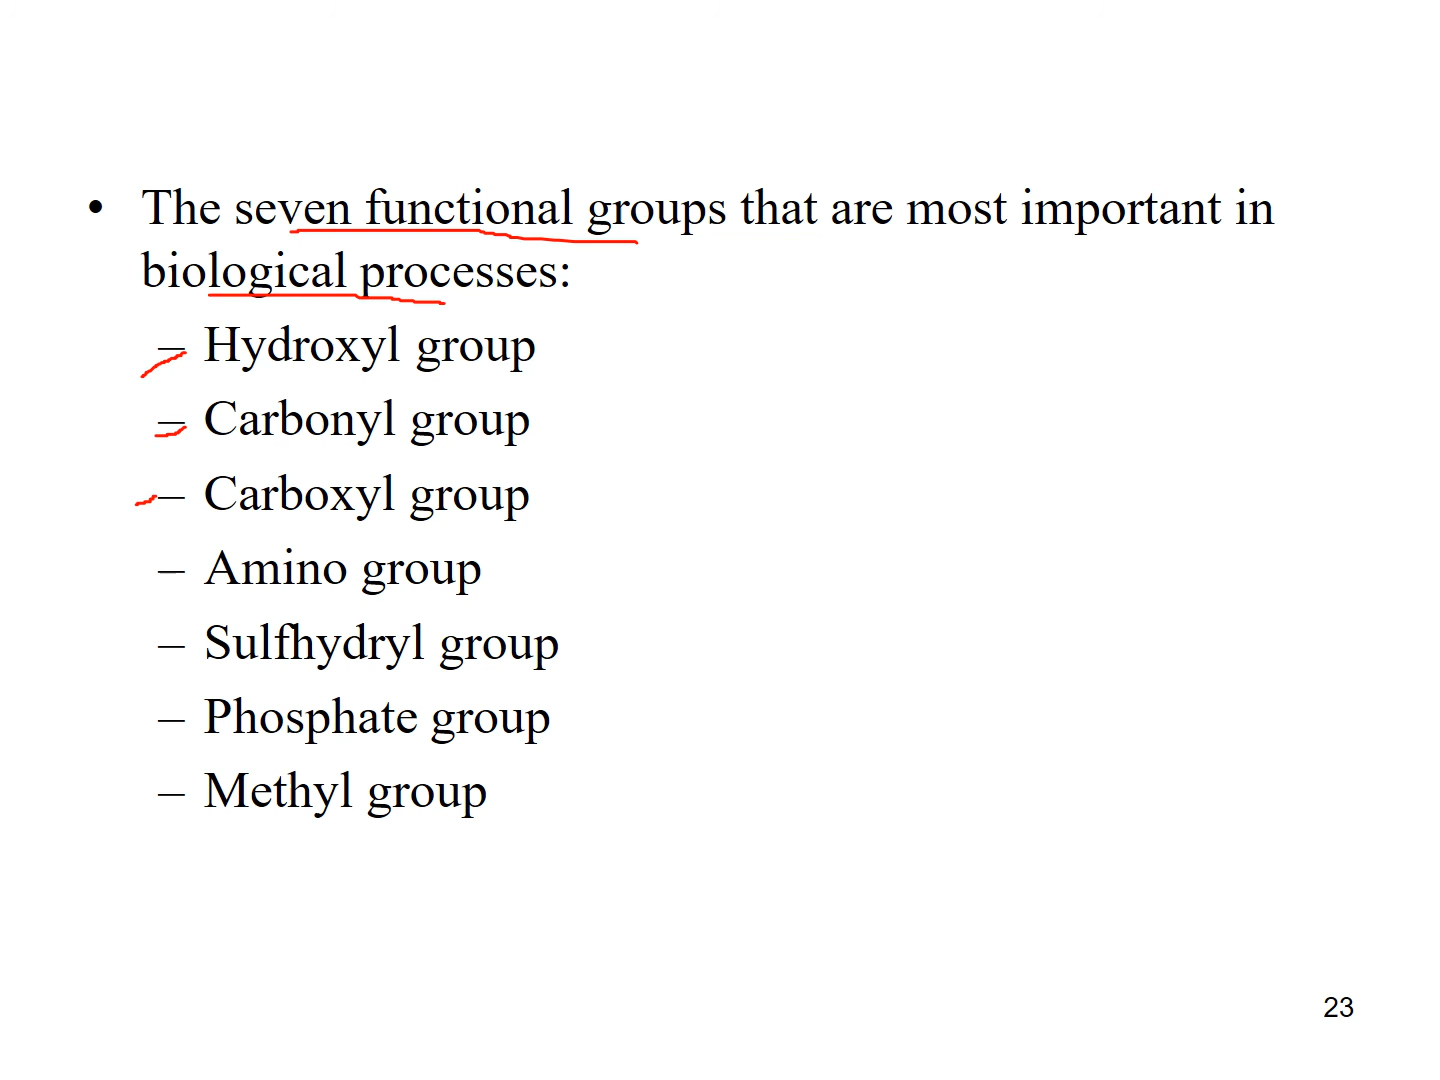 • The seven functional groups that are most important in
biological processes:
– Hydroxyl group
– Carbonyl group
– Carboxyl group
– Amino group
– Sulfhydryl group
– Phosphate group
– Methyl group
23